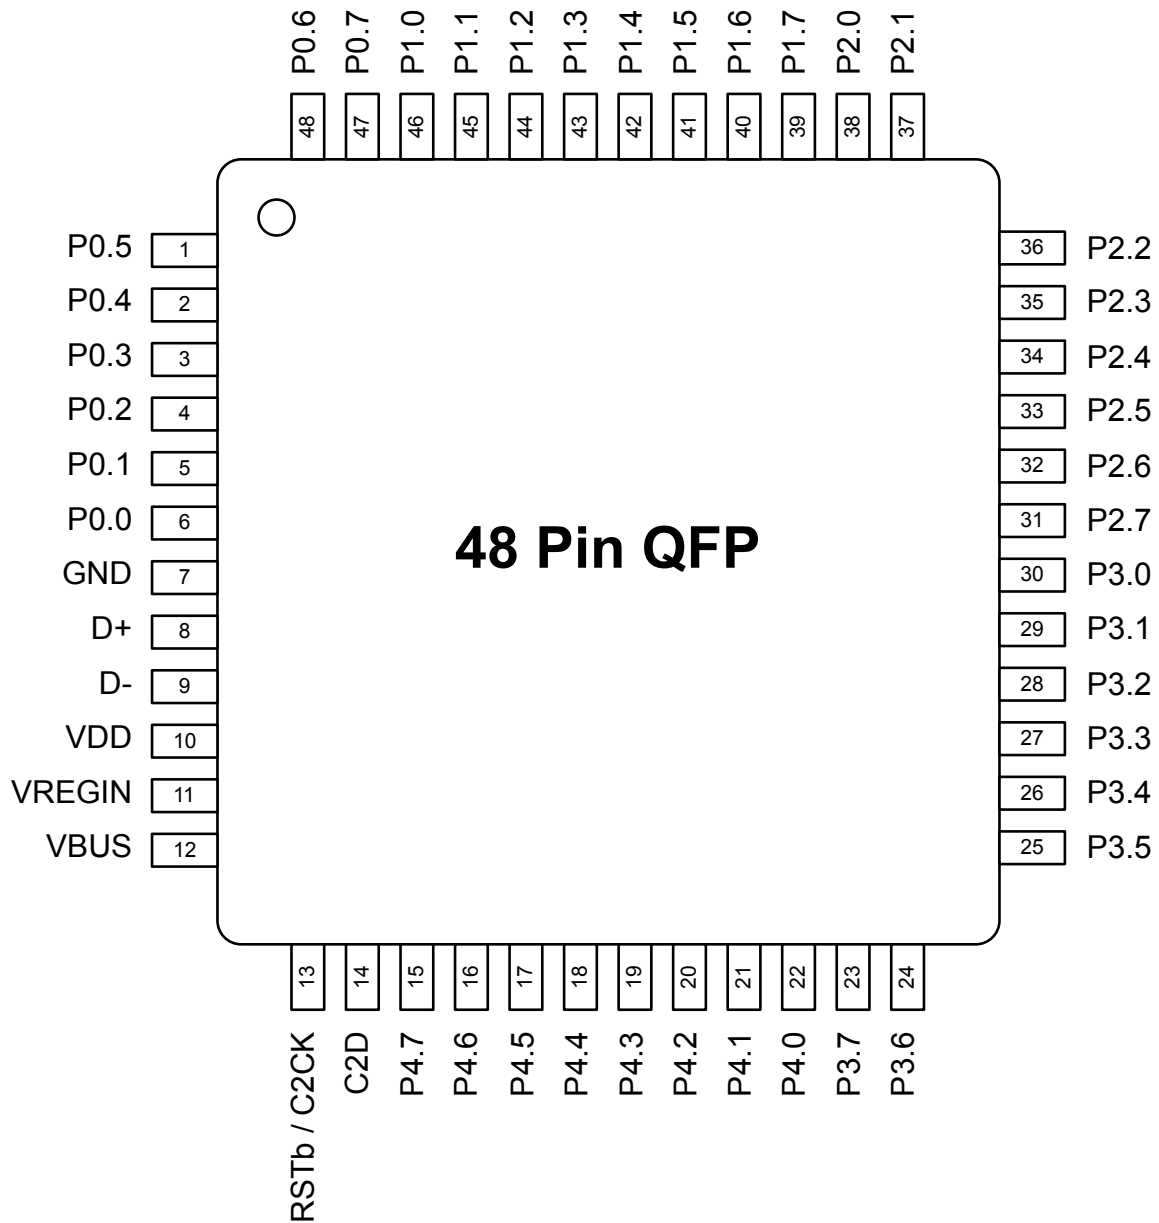 P0.6 P0.7 P1.0 P1.1 P1.2 P1.3 P1.4 P1.5 P1.6 P1.7 P2.0 P2.1
48 47 46 45 44 43 42 41 40 39 38 37
P0.5 1 36 P2.2
P0.4 2 35 P2.3
P0.3 3 34 P2.4
P0.2 4 33 P2.5
P0.1 5 32 P2.6
P0.0 6 31 P2.7
48 Pin QFP
GND 7 30 P3.0
D+ 8 29 P3.1
D- 9 28 P3.2
VDD 10 27 P3.3
VREGIN 11 26 P3.4
VBUS 12 25 P3.5
13 14 15 16 17 18 19 20 21 22 23 24
RSTb / C2CK C2D P4.7 P4.6 P4.5 P4.4 P4.3 P4.2 P4.1 P4.0 P3.7 P3.6